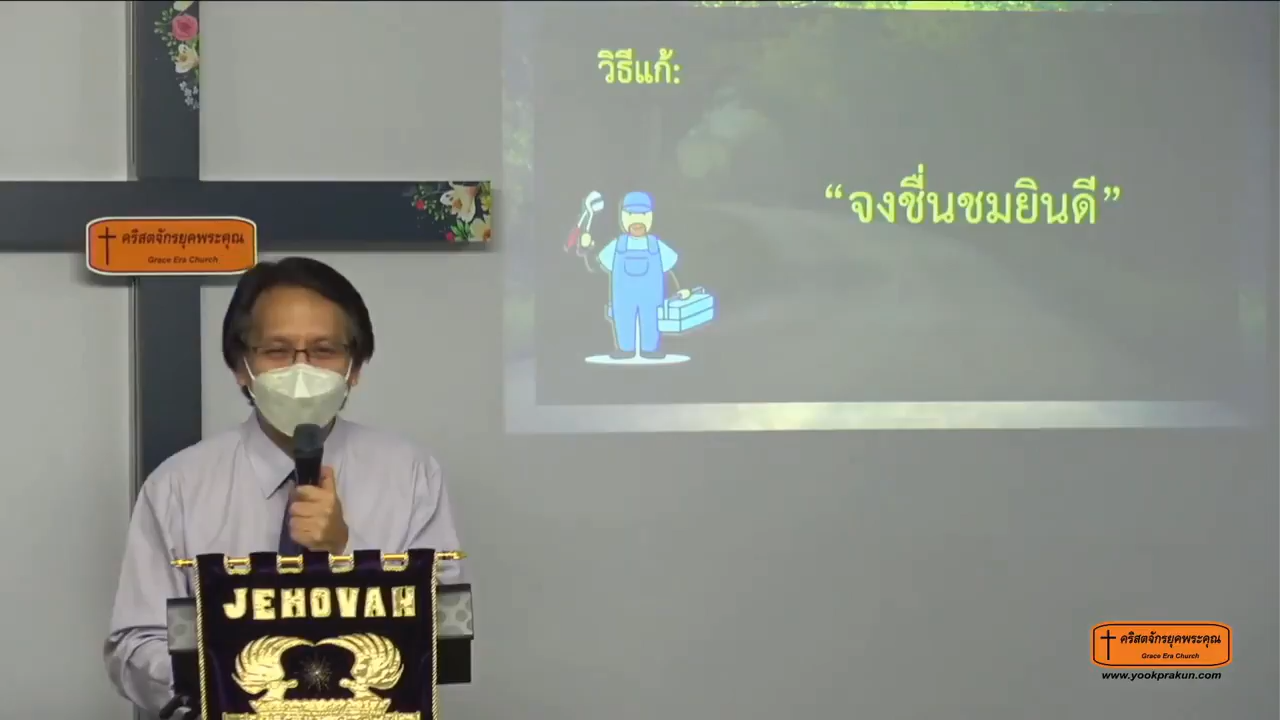 วิธีแก้:
“จงชื่นชมยินดี”
คริสตจักรยุคพระคุณ
Grace Era Church
JEHOVAH
คริสตจักรยุคพระคุณ
Grace Era Church
www.yookprakun.com